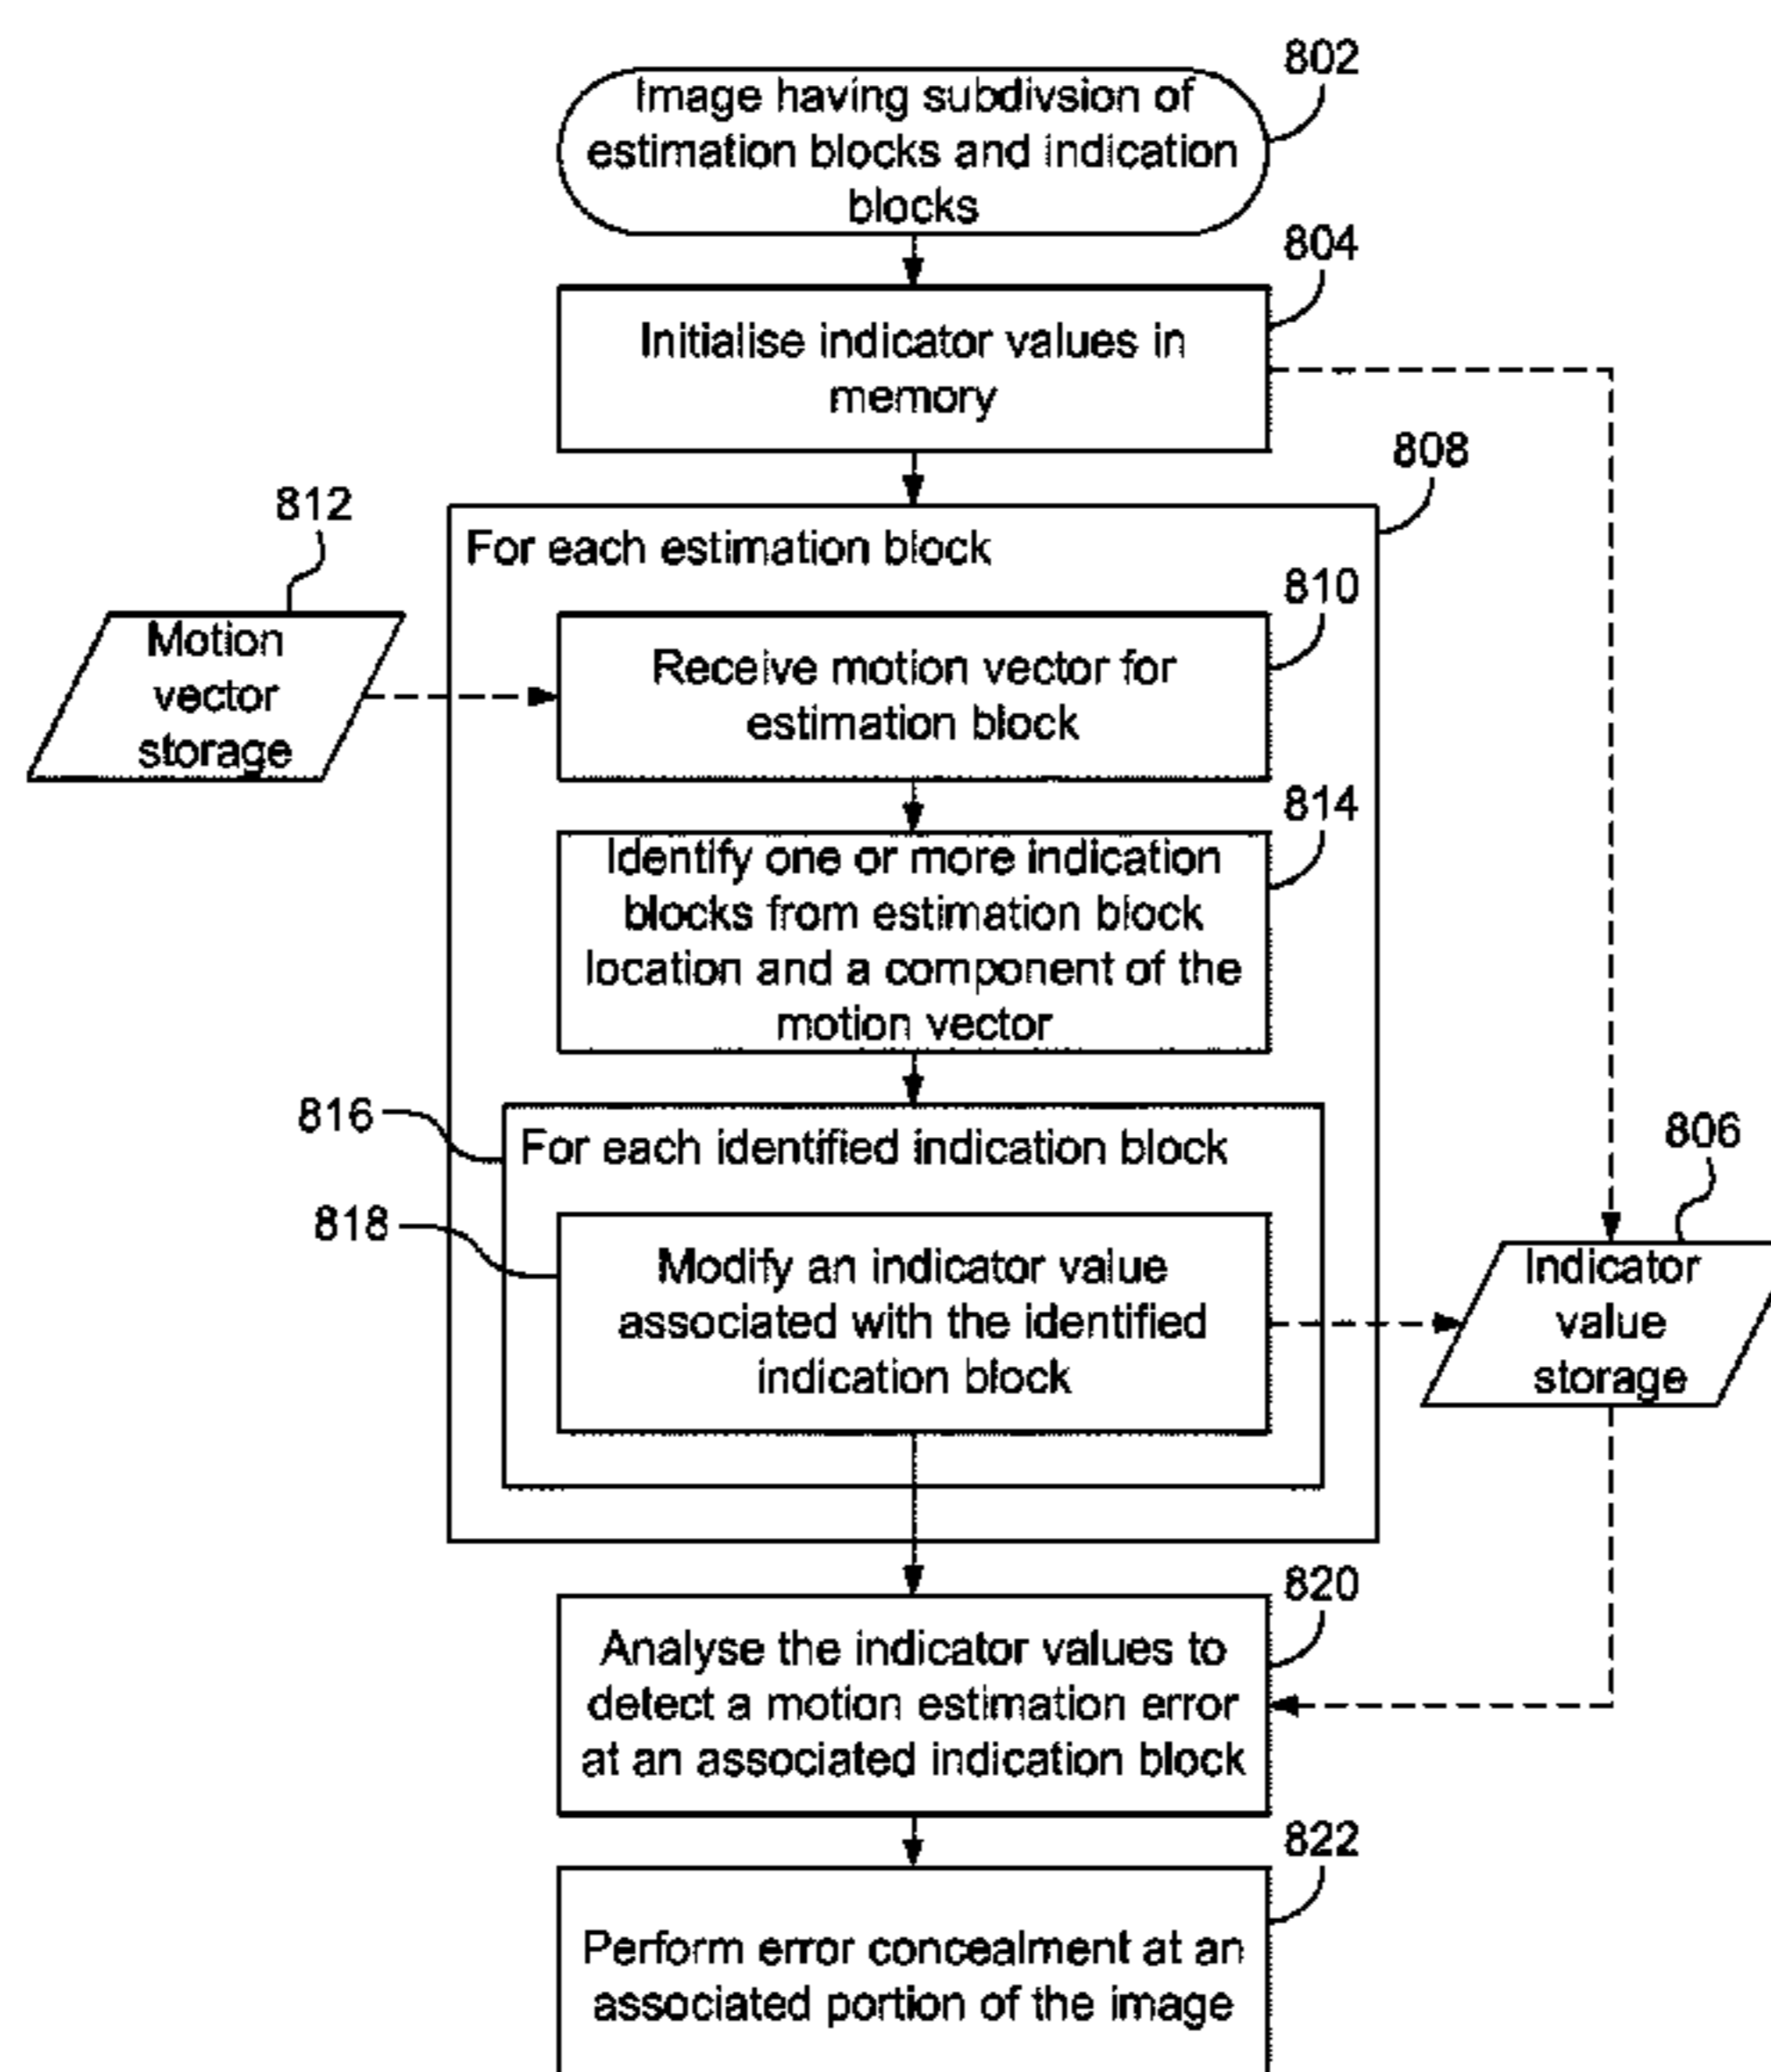 802
Image having subdivsion of
estimation blocks and indication
blocks
804
Initialise indicator values in
memory
808
812
For each estimation block
810
Motion
vector
storage
Receive motion vector for
estimation block
814
Identify one or more indication
blocks from estimation block
location and a component of the
motion vector
816
For each identified indication block
806
818
Modify an indicator value
associated with the identified
indication block
Indicator
value
storage
820
Analyse the indicator values to
detect a motion estimation error
at an associated indication block
822
Perform error concealment at an
associated portion of the image